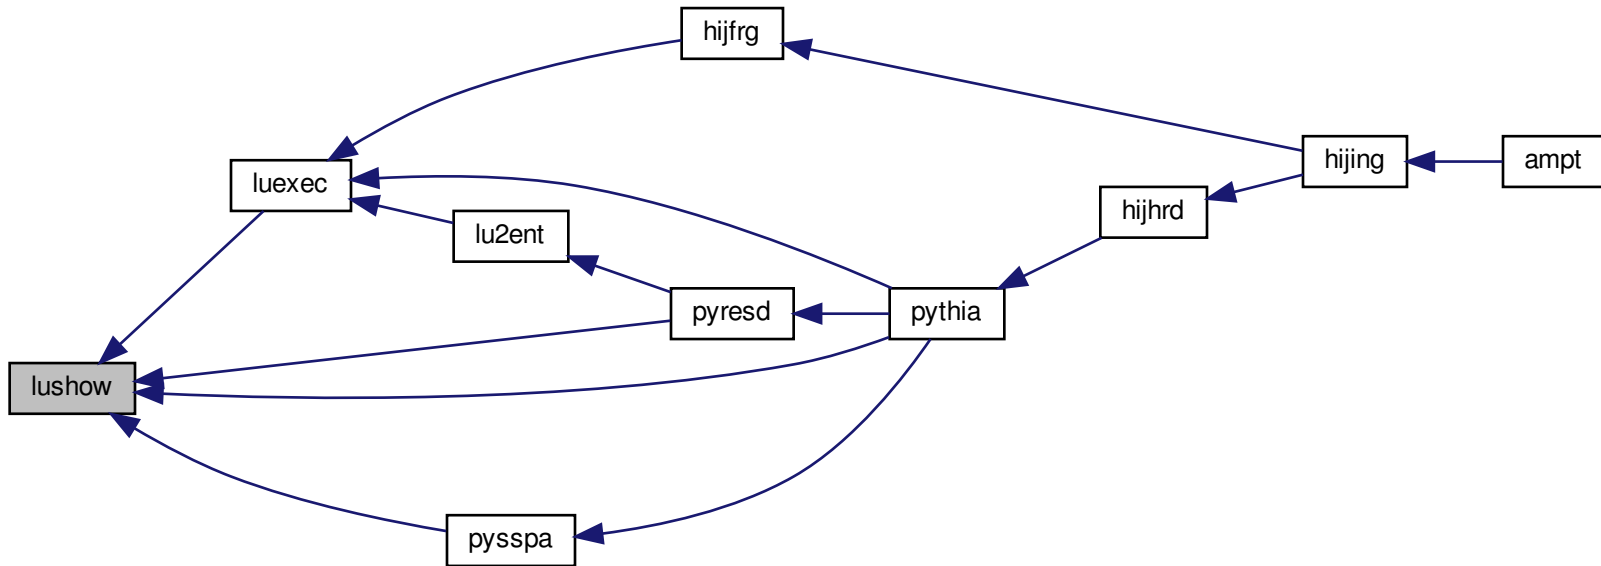 hijfrg
hijing
ampt
luexec
hijhrd
lu2ent
pyresd
pythia
lushow
pysspa